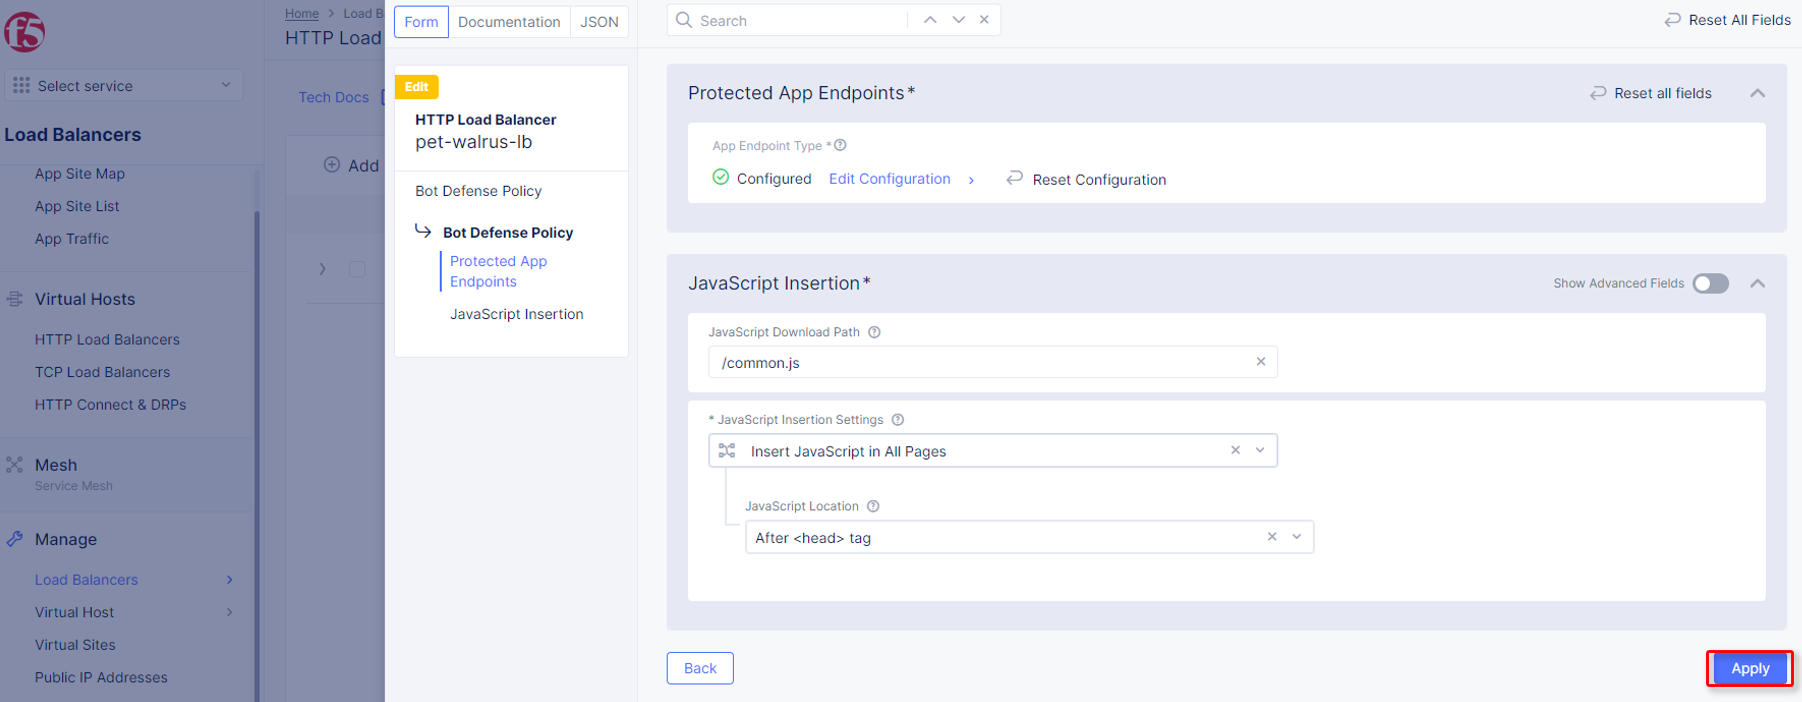 f5
Select service
Load Balancers
App Site Map
App Site List
App Traffic
Virtual Hosts
HTTP Load Balancers
TCP Load Balancers
HTTP Connect & DRPs
Mesh
Service Mesh
Manage
Load Balancers
Virtual Host
Virtual Sites
Public IP Addresses
Home > Load B
HTTP Load
Tech Docs
Add
Form
Documentation
JSON
Edit
HTTP Load Balancer
pet-walrus-lb
Bot Defense Policy
Bot Defense Policy
Protected App
Endpoints
JavaScript Insertion
Search
Reset All Fields
Protected App Endpoints*
Reset all fields
App Endpoint Type *
Configured Edit Configuration > Reset Configuration
JavaScript Insertion*
Show Advanced Fields
JavaScript Download Path
/common.js
* JavaScript Insertion Settings
Insert JavaScript in All Pages
JavaScript Location
After <head> tag
Back
Apply